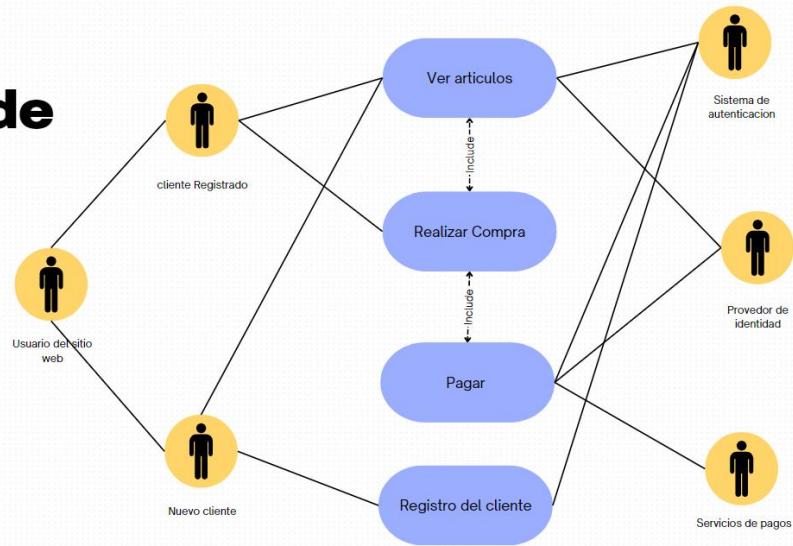 de
Ver articulos
Sistema de
autenticacion
cliente Registrado
Include
Realizar Compra
Usuario del sitio
web
Provedor de
identidad
Include
Pagar
Nuevo cliente
Registro del cliente
Servicios de pagos